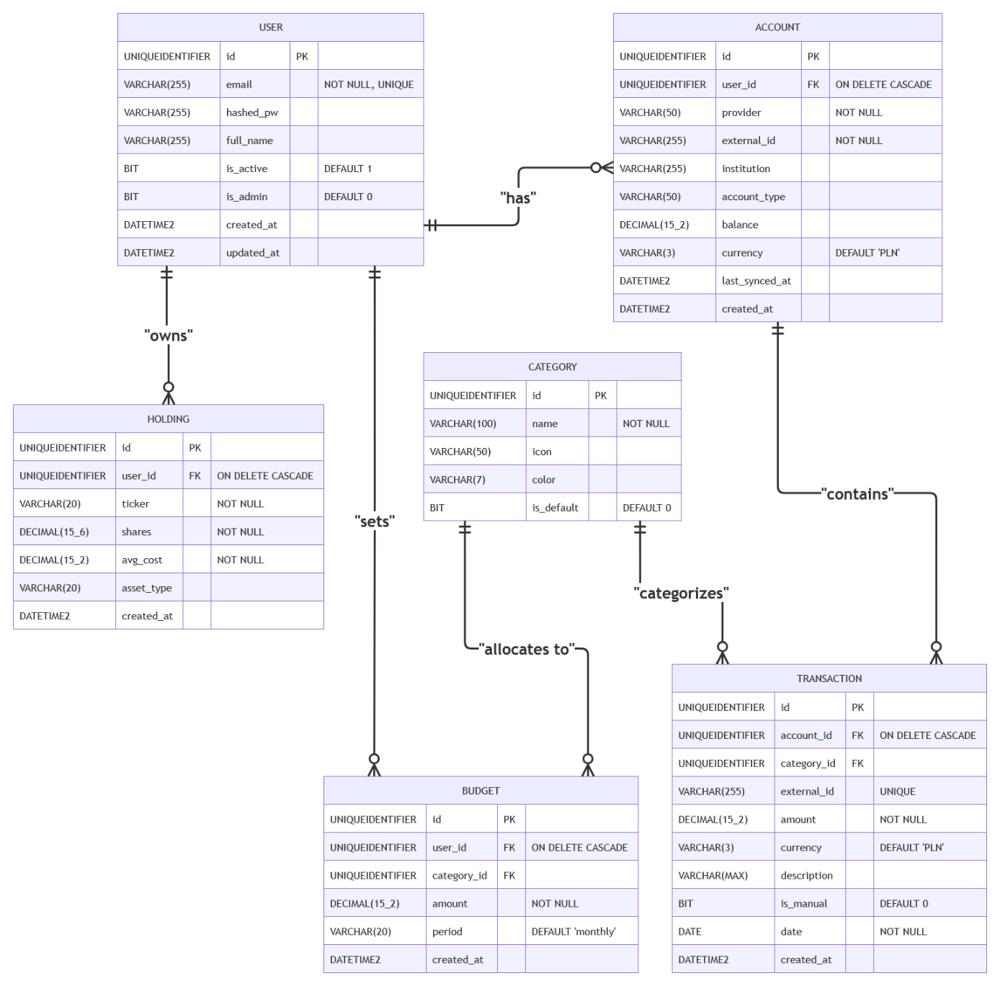 USER
UNIQUEIDENTIFIER id PK
VARCHAR(255) email NOT NULL, UNIQUE
VARCHAR(255) hashed_pw
VARCHAR(255) full_name
BIT is_active DEFAULT 1
BIT is_admin DEFAULT 0
DATETIME2 created_at
DATETIME2 updated_at
ACCOUNT
UNIQUEIDENTIFIER id PK
UNIQUEIDENTIFIER user_id FK ON DELETE CASCADE
VARCHAR(50) provider NOT NULL
VARCHAR(255) external_id NOT NULL
VARCHAR(255) institution
VARCHAR(50) account_type
DECIMAL(15_2) balance
VARCHAR(3) currency DEFAULT 'PLN'
DATETIME2 last_synced_at
DATETIME2 created_at
"has"
"owns"
HOLDING
UNIQUEIDENTIFIER id PK
UNIQUEIDENTIFIER user_id FK ON DELETE CASCADE
VARCHAR(20) ticker NOT NULL
DECIMAL(15_6) shares NOT NULL
DECIMAL(15_2) avg_cost NOT NULL
VARCHAR(20) asset_type
DATETIME2 created_at
"sets"
CATEGORY
UNIQUEIDENTIFIER id PK
VARCHAR(100) name NOT NULL
VARCHAR(50) icon
VARCHAR(7) color
BIT is_default DEFAULT 0
"contains"
"categorizes"
"allocates to"
BUDGET
UNIQUEIDENTIFIER id PK
UNIQUEIDENTIFIER user_id FK ON DELETE CASCADE
UNIQUEIDENTIFIER category_id FK
DECIMAL(15_2) amount NOT NULL
VARCHAR(20) period DEFAULT 'monthly'
DATETIME2 created_at
TRANSACTION
UNIQUEIDENTIFIER id PK
UNIQUEIDENTIFIER account_id FK ON DELETE CASCADE
UNIQUEIDENTIFIER category_id FK
VARCHAR(255) external_id UNIQUE
DECIMAL(15_2) amount NOT NULL
VARCHAR(3) currency DEFAULT 'PLN'
VARCHAR(MAX) description
BIT is_manual DEFAULT 0
DATE date NOT NULL
DATETIME2 created_at